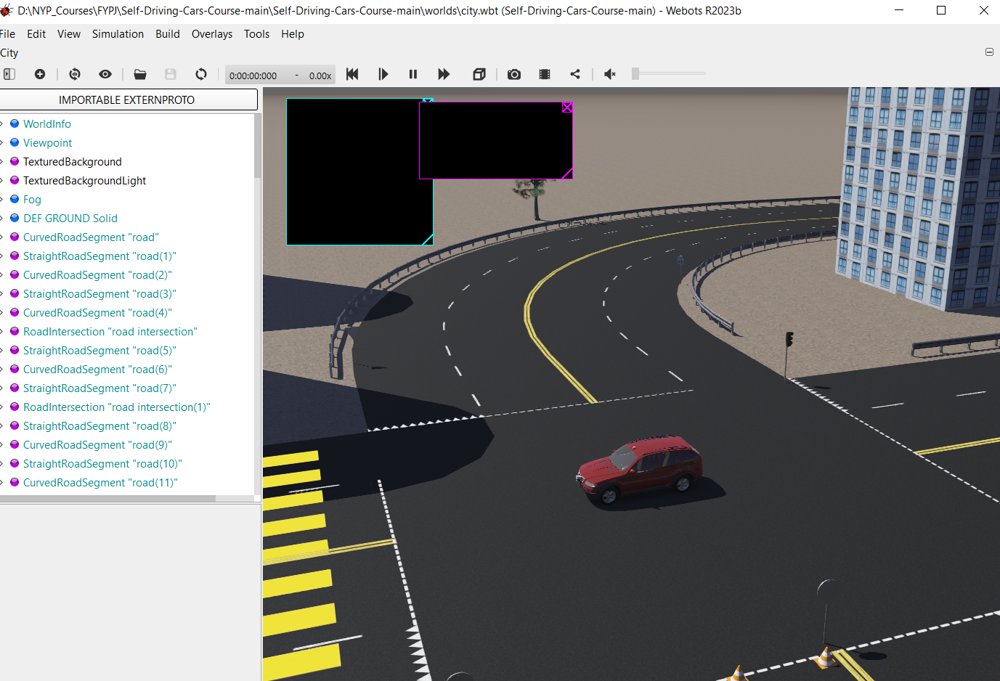 D:\NYP_Courses\FYPJ\Self-Driving-Cars-Course-main\Self-Driving-Cars-Course-main\worlds\city.wbt (Self-Driving-Cars-Course-main) - Webots R2023b
File Edit View Simulation Build Overlays Tools Help
City
0:00:00:000 - 0.00x
IMPORTABLE EXTERNPROTO
WorldInfo
Viewpoint
TexturedBackground
TexturedBackgroundLight
Fog
DEF GROUND Solid
CurvedRoadSegment "road"
StraightRoadSegment "road(1)"
CurvedRoadSegment "road(2)"
StraightRoadSegment "road(3)"
CurvedRoadSegment "road(4)"
RoadIntersection "road intersection"
StraightRoadSegment "road(5)"
CurvedRoadSegment "road(6)"
StraightRoadSegment "road(7)"
RoadIntersection "road intersection(1)"
StraightRoadSegment "road(8)"
CurvedRoadSegment "road(9)"
StraightRoadSegment "road(10)"
CurvedRoadSegment "road(11)"